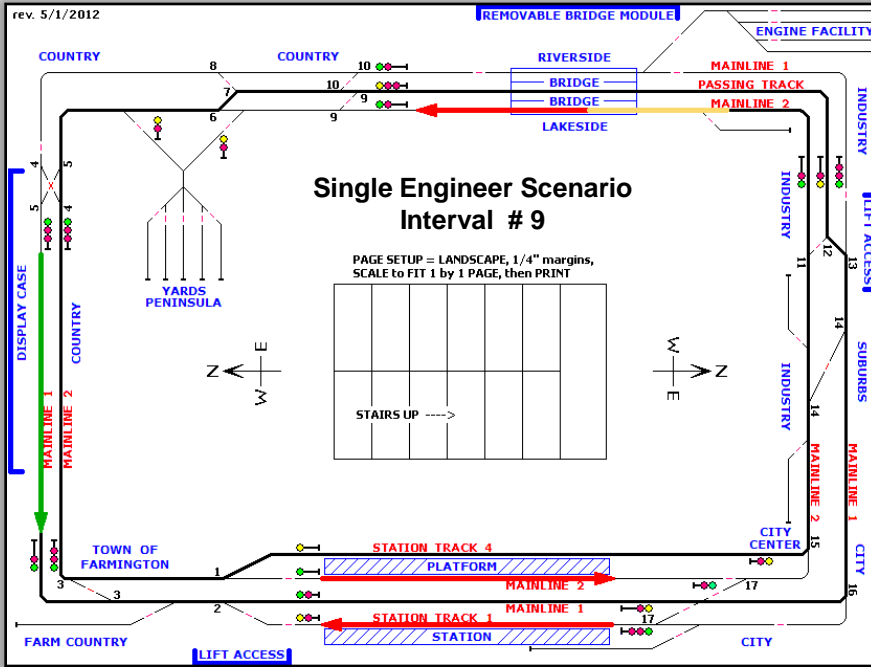 rev. 5/1/2012
REMOVABLE BRIDGE MODULE
ENGINE FACILITY
COUNTRY
COUNTRY
RIVERSIDE
MAINLINE 1
8
10
10
BRIDGE
PASSING TRACK
7
9
BRIDGE
MAINLINE 2
6
9
LAKESIDE
INDUSTRY
4
5
5
4
Single Engineer Scenario
Interval # 9
INDUSTRY
LIFT ACCESS
11
12
13
PAGE SETUP = LANDSCAPE, 1/4" margins,
SCALE to FIT 1 by 1 PAGE, then PRINT
YARDS
PENINSULA
DISPLAY CASE
COUNTRY
14
E
N
W
W
N
E
SUBURBS
INDUSTRY
14
STAIRS UP ---->
MAINLINE 1
MAINLINE 2
MAINLINE 2
MAINLINE 1
TOWN OF
FARMINGTON
STATION TRACK 4
CITY
CENTER
15
CITY
1
PLATFORM
3
MAINLINE 2
17
3
2
MAINLINE 1
16
STATION TRACK 1
17
FARM COUNTRY
STATION
CITY
LIFT ACCESS